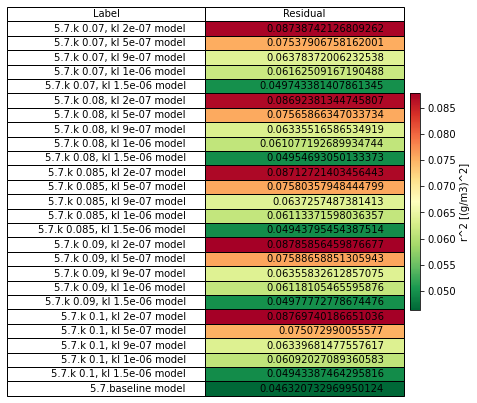 Label Residual
5.7.k 0.07, kl 2e-07 model 0.08738742126809262
5.7.k 0.07, kl 5e-07 model 0.07537906758162001
5.7.k 0.07, kl 9e-07 model 0.06378372006232538
5.7.k 0.07, kl 1e-06 model 0.06162509167190488
5.7.k 0.07, kl 1.5e-06 model 0.049743381407861345
5.7.k 0.08, kl 2e-07 model 0.08692381344745807
5.7.k 0.08, kl 5e-07 model 0.07565866347033734
5.7.k 0.08, kl 9e-07 model 0.06335516586534919
5.7.k 0.08, kl 1e-06 model 0.061077192689934744
5.7.k 0.08, kl 1.5e-06 model 0.04954693050133373
5.7.k 0.085, kl 2e-07 model 0.08712721403456443
5.7.k 0.085, kl 5e-07 model 0.07580357948444799
5.7.k 0.085, kl 9e-07 model 0.0637257487381413
5.7.k 0.085, kl 1e-06 model 0.06113371598036357
5.7.k 0.085, kl 1.5e-06 model 0.04943795454387514
5.7.k 0.09, kl 2e-07 model 0.08785856459876677
5.7.k 0.09, kl 5e-07 model 0.07588658851305943
5.7.k 0.09, kl 9e-07 model 0.06355832612857075
5.7.k 0.09, kl 1e-06 model 0.06118105465595876
5.7.k 0.09, kl 1.5e-06 model 0.04977772778674476
5.7.k 0.1, kl 2e-07 model 0.08769740186651036
5.7.k 0.1, kl 5e-07 model 0.075072990055577
5.7.k 0.1, kl 9e-07 model 0.06339681477557617
5.7.k 0.1, kl 1e-06 model 0.06092027089360583
5.7.k 0.1, kl 1.5e-06 model 0.04943387464295816
5.7.baseline model 0.046320732969950124
0.085
0.080
0.075
0.070
0.065
0.060
0.055
0.050
r^2 [(g/m3)^2]